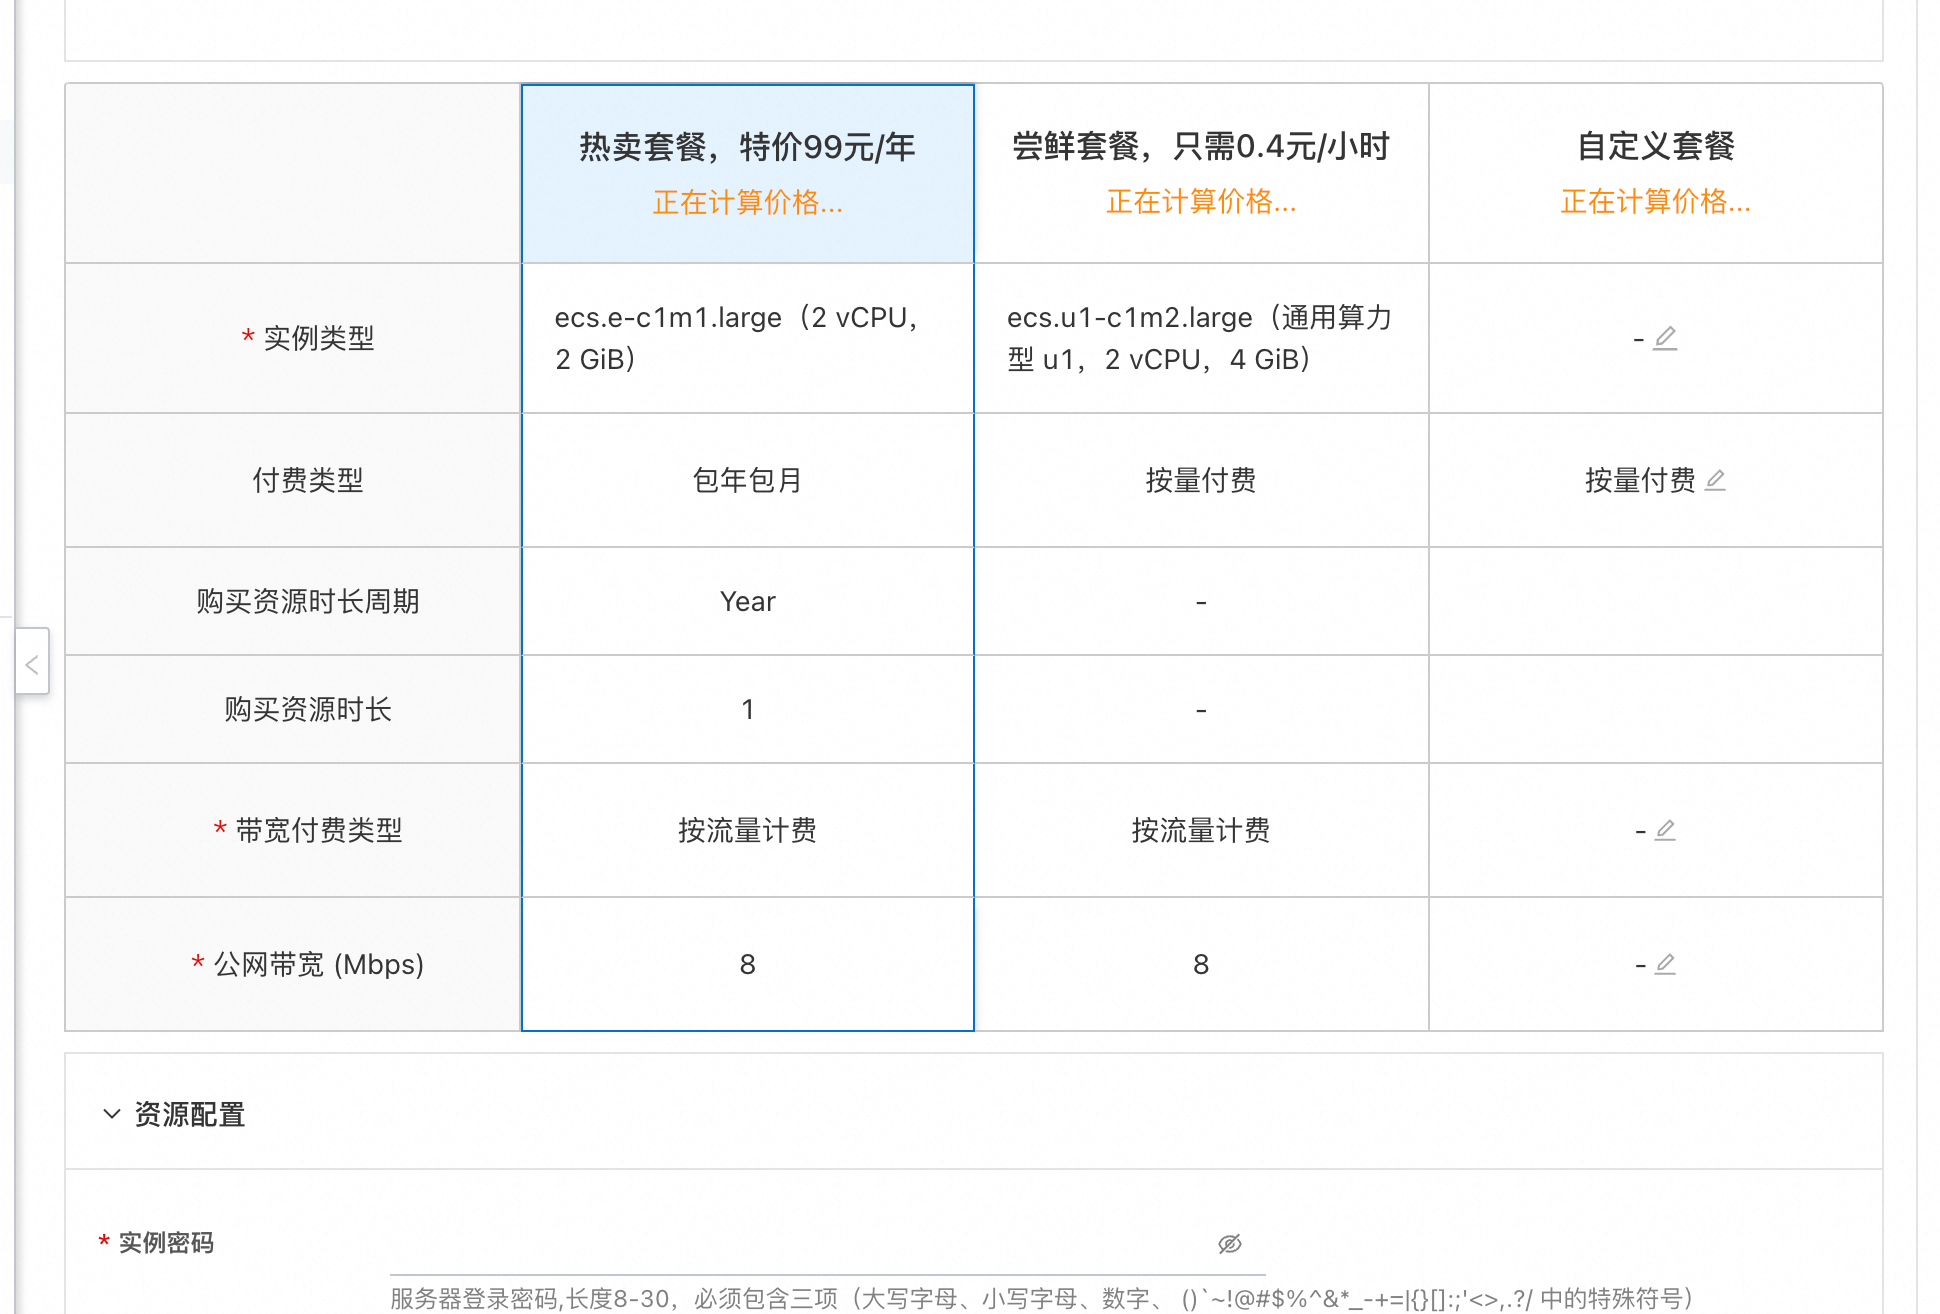 热卖套餐，特价99元/年
正在计算价格...
尝鲜套餐，只需0.4元/小时
正在计算价格...
自定义套餐
正在计算价格...
* 实例类型
ecs.e-c1m1.large（2 vCPU，
2 GiB）
ecs.u1-c1m2.large（通用算力
型 u1，2 vCPU，4 GiB）
-
付费类型
包年包月
按量付费
按量付费
购买资源时长周期
Year
-
购买资源时长
1
-
* 带宽付费类型
按流量计费
按流量计费
-
* 公网带宽 (Mbps)
8
8
-
资源配置
* 实例密码
服务器登录密码,长度8-30，必须包含三项（大写字母、小写字母、数字、 ()`~!@#$%^&*_-+=|{}[]:;'<>,.?/ 中的特殊符号）